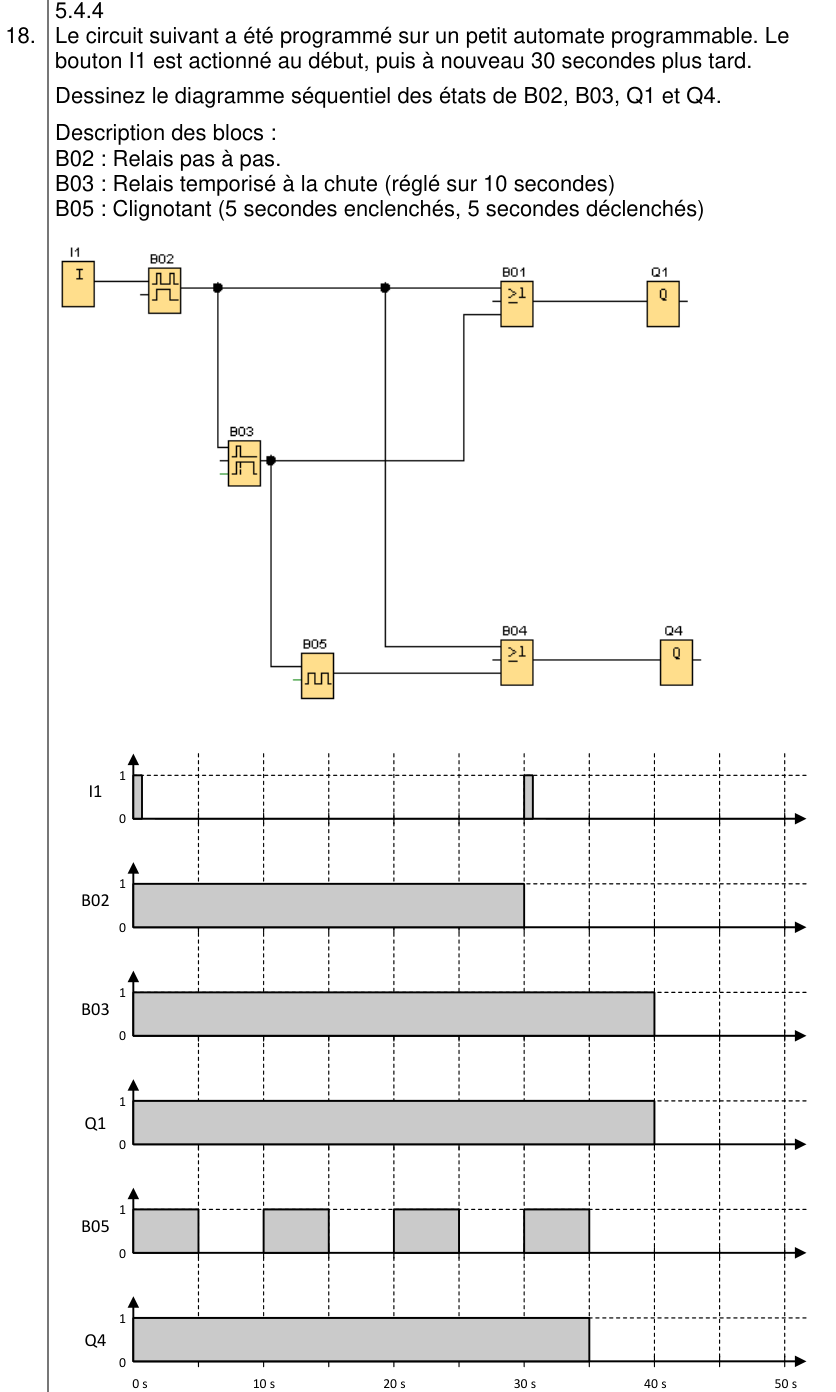 5.4.4
18. Le circuit suivant a été programmé sur un petit automate programmable. Le
bouton I1 est actionné au début, puis à nouveau 30 secondes plus tard.
Dessinez le diagramme séquentiel des états de B02, B03, Q1 et Q4.
Description des blocs :
B02 : Relais pas à pas.
B03 : Relais temporisé à la chute (réglé sur 10 secondes)
B05 : Clignotant (5 secondes enclenchés, 5 secondes déclenchés)
I1 B02 B01 Q1
I ≥1 Q
B03
B05 B04 Q4
≥1 Q
1
I1
0
1
B02
0
1
B03
0
1
Q1
0
1
B05
0
1
Q4
0
0 s 10 s 20 s 30 s 40 s 50 s